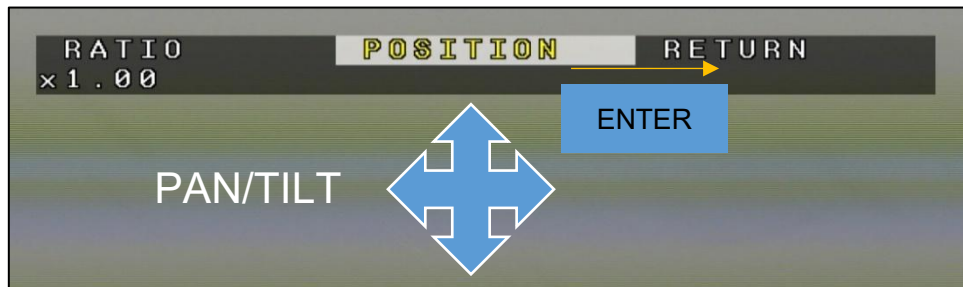 RATIO POSITION RETURN
×1.00
ENTER
PAN/TILT